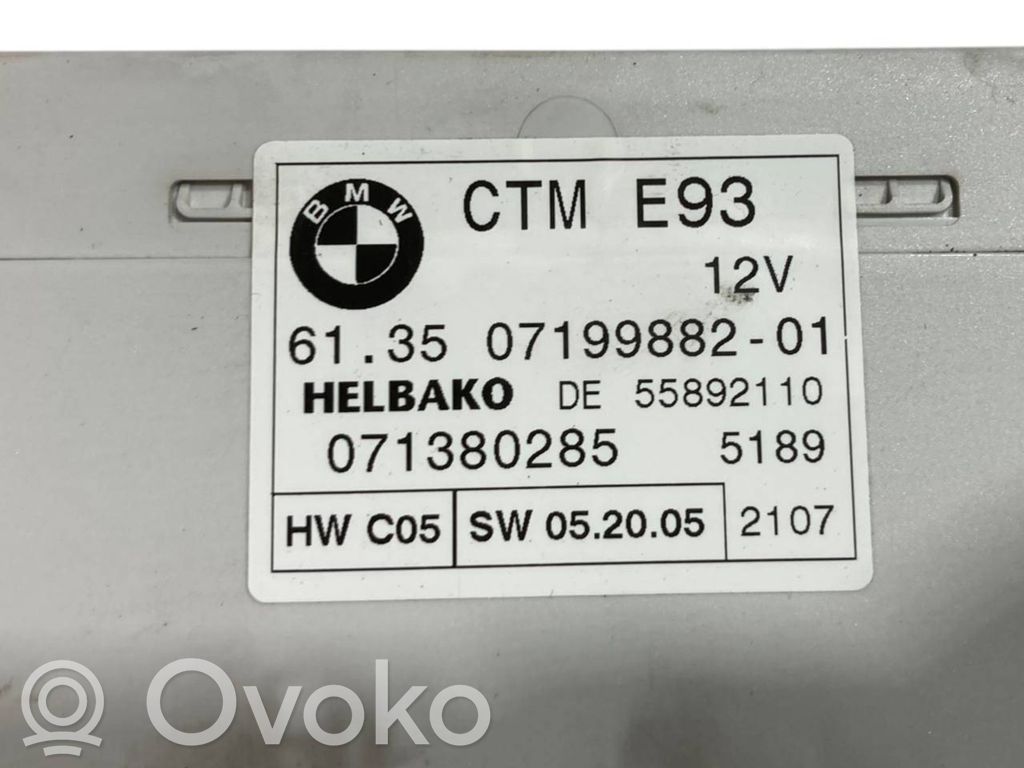 BMW CTM E93
12V
61.35 07199882-01
HELBAKO DE 55892110
071380285 5189
HW C05 SW 05.20.05 2107
Ovoko